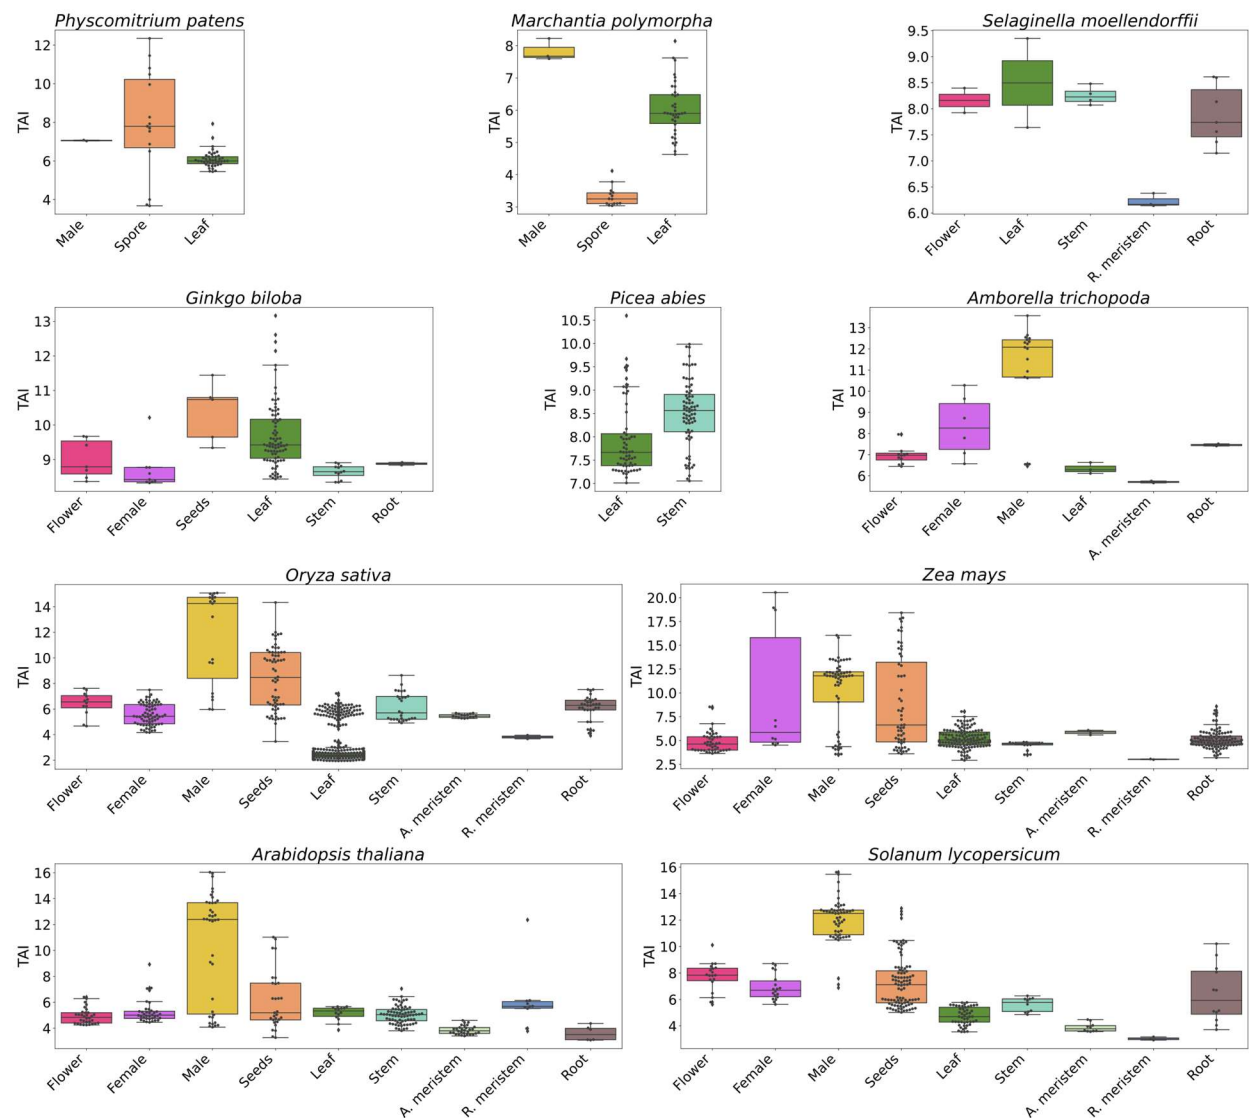 Physcomitrium patens
TAI
12
10
8
6
4
Male
Spore
Leaf
Marchantia polymorpha
TAI
8
7
6
5
4
3
Male
Spore
Leaf
Selaginella moellendorffii
TAI
9.5
9.0
8.5
8.0
7.5
7.0
6.5
6.0
Flower
Leaf
Stem
R. meristem
Root
Ginkgo biloba
TAI
13
12
11
10
9
Flower
Female
Seeds
Leaf
Stem
Root
Picea abies
TAI
10.5
10.0
9.5
9.0
8.5
8.0
7.5
7.0
Leaf
Stem
Amborella trichopoda
TAI
13
12
11
10
9
8
7
6
Flower
Female
Male
Leaf
A. meristem
Root
Oryza sativa
TAI
14
12
10
8
6
4
2
Flower
Female
Male
Seeds
Leaf
Stem
A. meristem
R. meristem
Root
Zea mays
TAI
20.0
17.5
15.0
12.5
10.0
7.5
5.0
2.5
Flower
Female
Male
Seeds
Leaf
Stem
A. meristem
R. meristem
Root
Arabidopsis thaliana
TAI
16
14
12
10
8
6
4
Flower
Female
Male
Seeds
Leaf
Stem
A. meristem
R. meristem
Root
Solanum lycopersicum
TAI
16
14
12
10
8
6
4
Flower
Female
Male
Seeds
Leaf
Stem
A. meristem
R. meristem
Root